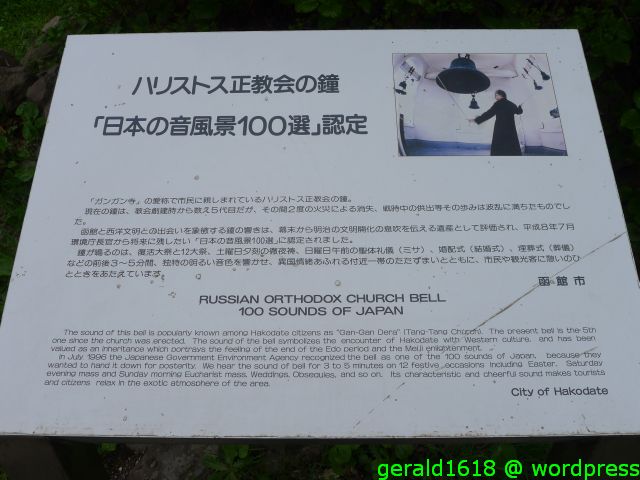 ハリストス正教会の鐘
「日本の音風景100選」認定
「ガンガン寺」の愛称で市民に親しまれているハリストス正教会の鐘。
現在の鐘は、教会創建時から数え5代目だが、その間2度の火災による消失、戦時中の供出等その歩みは波乱に満ちたものでし
た。
函館と西洋文明との出会いを象徴する鐘の響きは、幕末から明治の文明開化の息吹を伝える遺産として評価され、平成8年7月
環境庁長官から将来に残したい「日本の音風景100選」に認定されました。
鐘が鳴るのは、復活大祭と12大祭、土曜日夕刻の徹夜祷、日曜日午前の聖体礼儀（ミサ）、婚配式（結婚式）、埋葬式（葬儀）
などの前後3〜5分間、独特の明るい音色を響かせ、異国情緒あふれる付近一帯のたたずまいとともに、市民や観光客に憩いのひ
とときをあたえています。
函館市
RUSSIAN ORTHODOX CHURCH BELL
100 SOUNDS OF JAPAN
The sound of this bell is popularly known among Hakodate citizens as "Gan-Gan Dera" (Tang-Tang Church). The present bell is the 5th
one since the church was erected. The sound of the bell symbolizes the encounter of Hakodate with Western culture, and has been
valued as an inheritance which portrays the feeling of the end of the Edo period and the Meiji enlightenment.
In July 1996 the Japanese Government Environment Agency recognized the bell as one of the 100 sounds of Japan, because they
wanted to hand it down for posterity. We hear the sound of bell for 3 to 5 minutes on 12 festive occasions including Easter, Saturday
evening mass and Sunday morning Eucharist mass, Weddings, Obsequies, and so on. Its characteristic and cheerful sound makes tourists
and citizens relax in the exotic atmosphere of the area.
City of Hakodate
gerald1618 @ wordpress